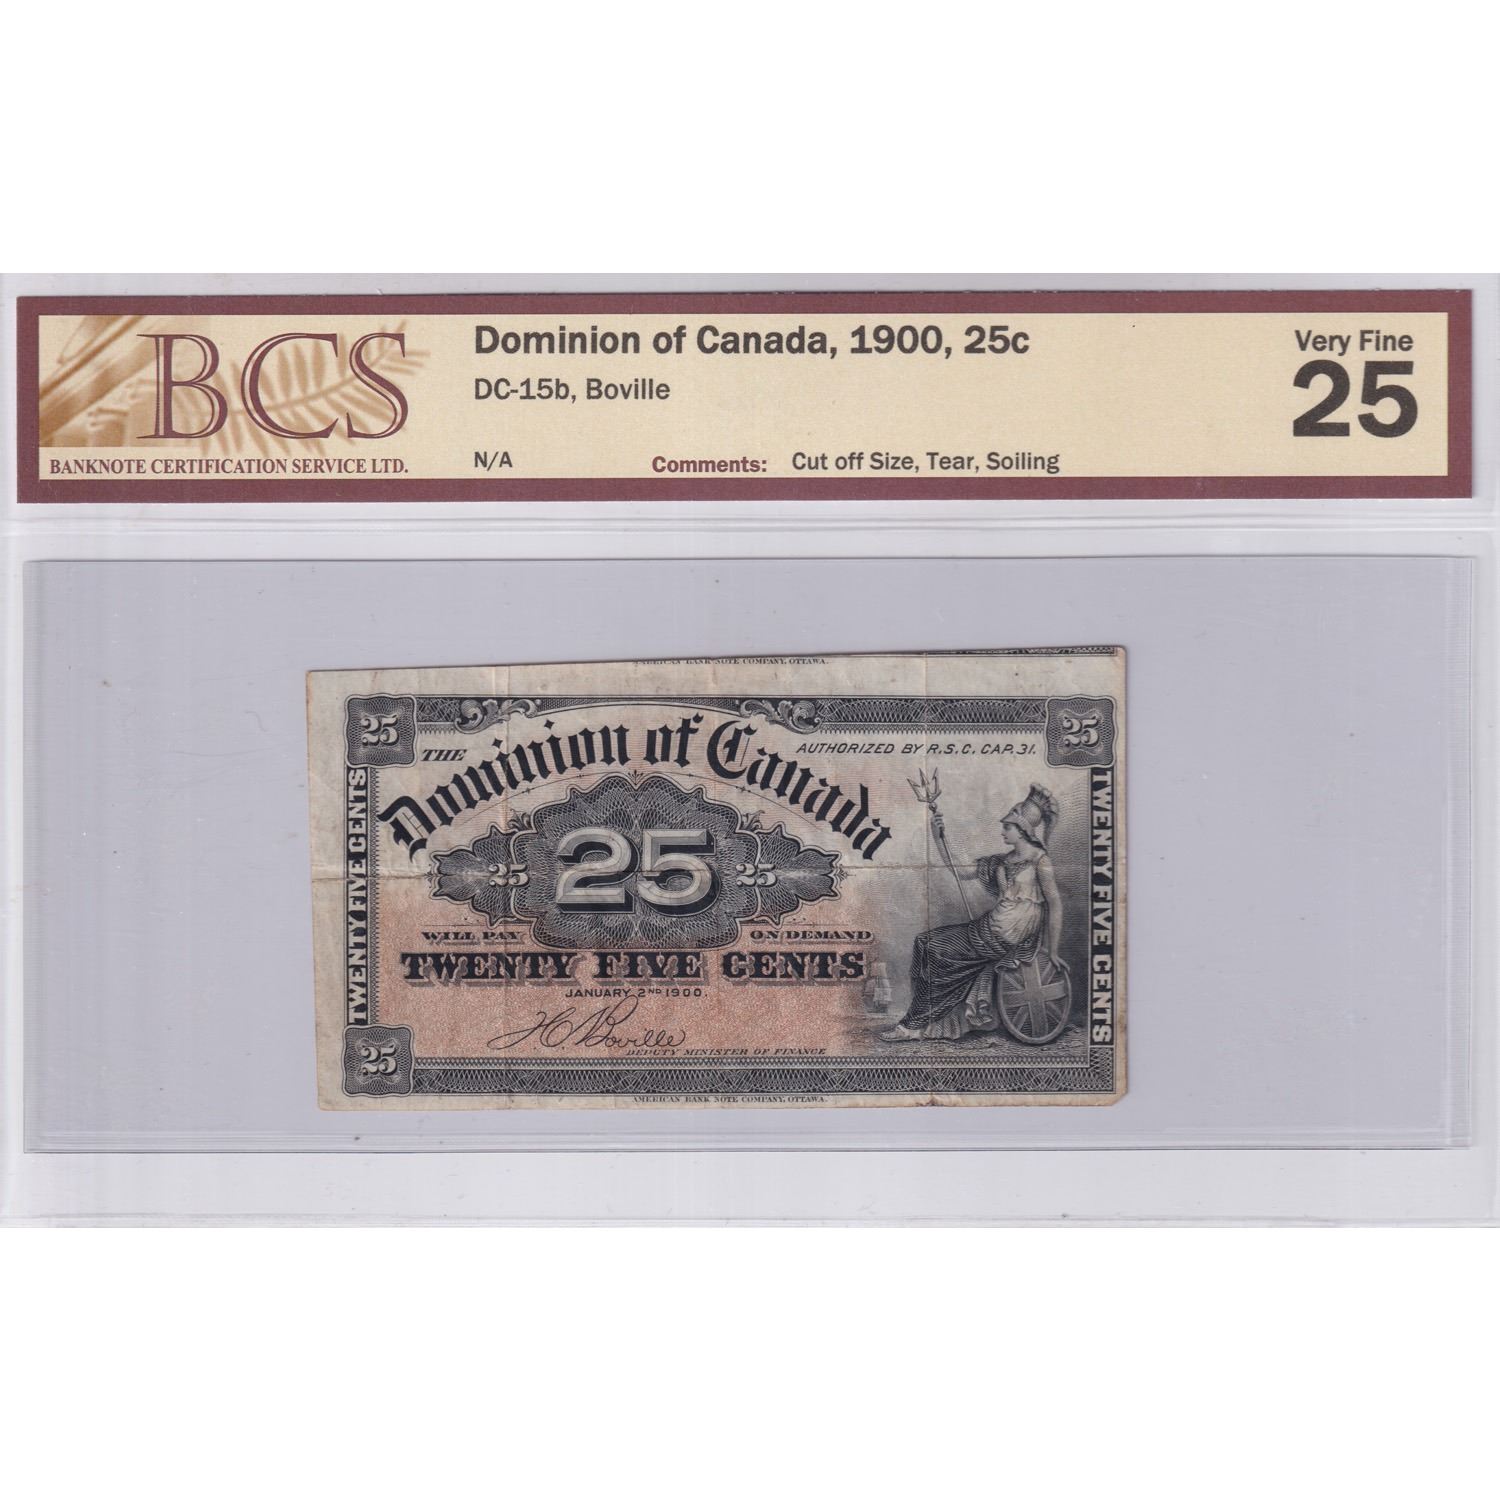 BCS
BANKNOTE CERTIFICATION SERVICE LTD.
Dominion of Canada, 1900, 25c
DC-15b, Boville
N/A
Comments: Cut off Size, Tear, Soiling
Very Fine
25
AMERICAN BANK NOTE COMPANY, OTTAWA.
25
25
THE
Dominion of Canada
AUTHORIZED BY R.S.C. CAP. 31.
TWENTY FIVE CENTS
25
25
25
TWENTY FIVE CENTS
WILL PAY
ON DEMAND
TWENTY FIVE CENTS
JANUARY 2ND 1900.
HC Boville
DEPUTY MINISTER OF FINANCE
25
AMERICAN BANK NOTE COMPANY, OTTAWA.